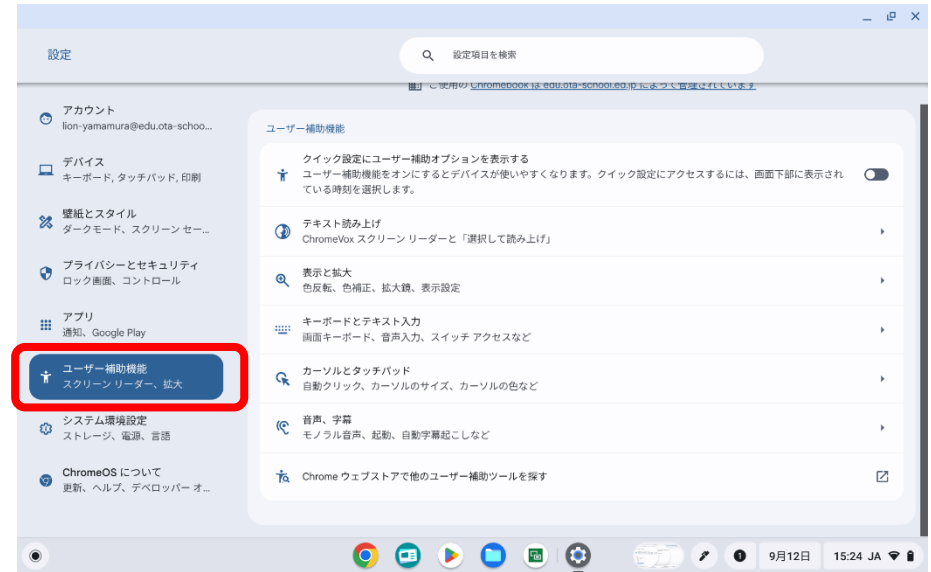 設定
設定項目を検索
ご使用の Chromebook は edu.ota-school.ed.jp によって管理されています
アカウント
lion-yamamura@edu.ota-schoo...
デバイス
キーボード, タッチパッド, 印刷
壁紙とスタイル
ダークモード、スクリーン セー...
プライバシーとセキュリティ
ロック画面、コントロール
アプリ
通知、Google Play
ユーザー補助機能
スクリーン リーダー、拡大
システム環境設定
ストレージ、電源、言語
ChromeOS について
更新、ヘルプ、デベロッパー オ...
ユーザー補助機能
クイック設定にユーザー補助オプションを表示する
ユーザー補助機能をオンにするとデバイスが使いやすくなります。クイック設定にアクセスするには、画面下部に表示され
ている時刻を選択します。
テキスト読み上げ
ChromeVox スクリーン リーダーと「選択して読み上げ」
表示と拡大
色反転、色補正、拡大鏡、表示設定
キーボードとテキスト入力
画面キーボード、音声入力、スイッチ アクセスなど
カーソルとタッチパッド
自動クリック、カーソルのサイズ、カーソルの色など
音声、字幕
モノラル音声、起動、自動字幕起こしなど
Chrome ウェブストアで他のユーザー補助ツールを探す
1
9月12日
15:24 JA